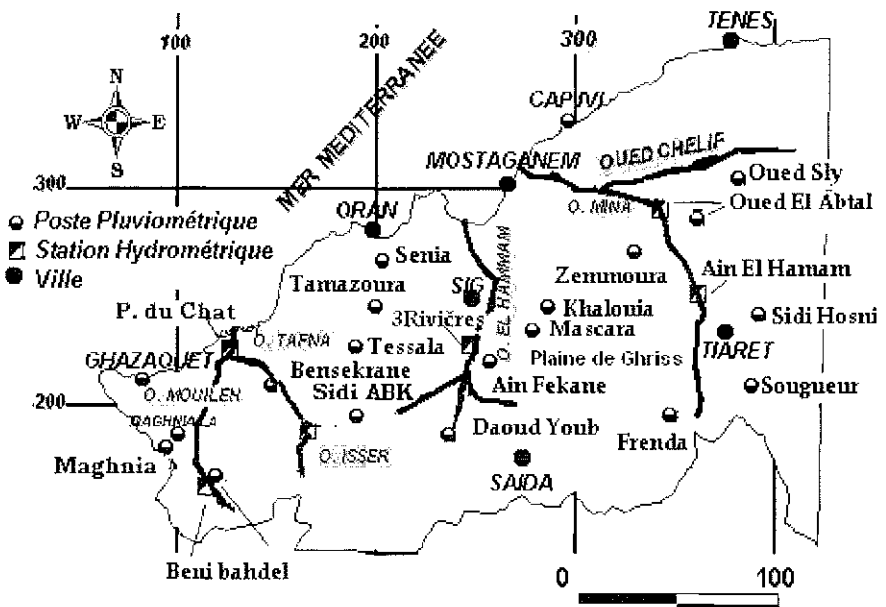 100
200
300
TENES
N
W
E
S
MER MEDITERRANEE
CAP IVI
MOSTAGANEM
OUED CHELIF
Oued Sly
300
ORAN
O. MINA
Oued El Abtal
Poste Pluviométrique
Station Hydrométrique
Ville
Senia
Zemmoura
Ain El Hamam
Tamazoura
SIG
O. EL HAMMAM
Khalouia
Sidi Hosni
P. du Chat
3Rivičres
Mascara
O. TAFNA
Tessala
Plaine de Ghriss
TIARET
GHAZAOUET
Bensekrane
Ain Fekane
Sougueur
O. MOUILEH
Sidi ABK
200
Daoud Youb
Frenda
Maghnia
O. ISSER
SAIDA
Beni bahdel
0
100